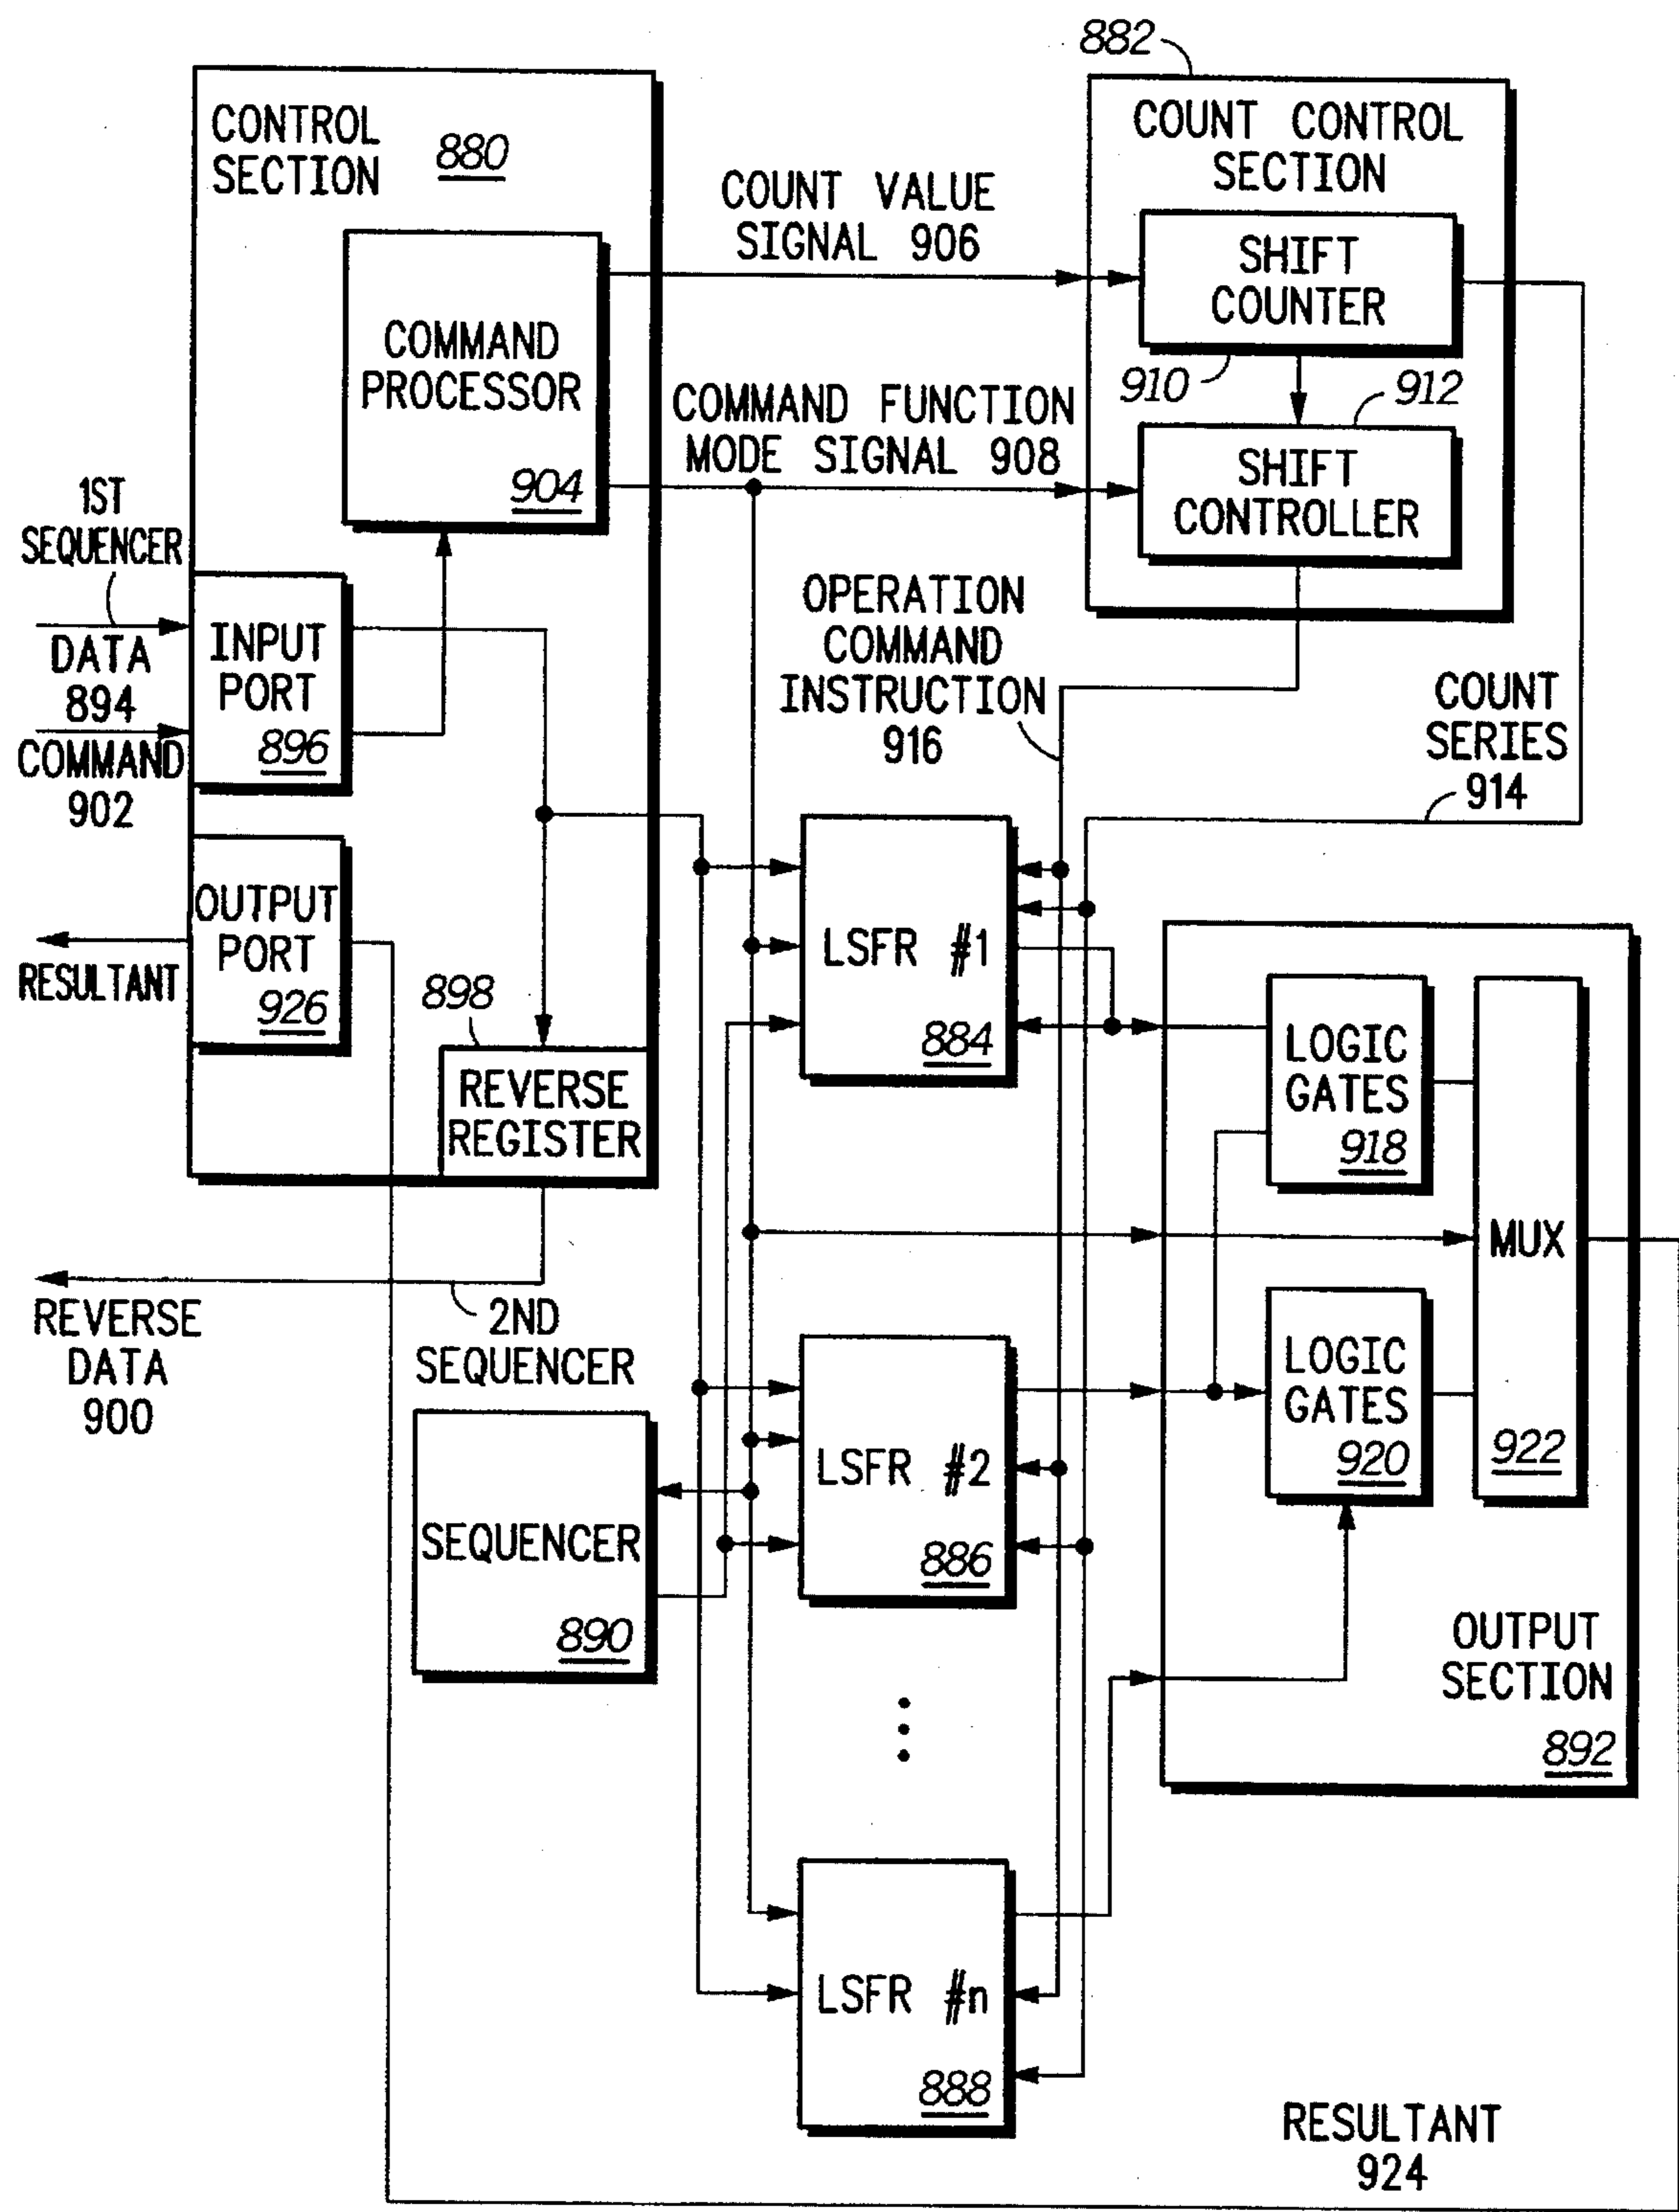 882
CONTROL
SECTION 880
COUNT CONTROL
SECTION
COUNT VALUE
SIGNAL 906
SHIFT
COUNTER
910
COMMAND
PROCESSOR
904
COMMAND FUNCTION
MODE SIGNAL 908
912
SHIFT
CONTROLLER
1ST
SEQUENCER
DATA
894
COMMAND
902
INPUT
PORT
896
OPERATION
COMMAND
INSTRUCTION
916
COUNT
SERIES
914
OUTPUT
PORT
926
RESULTANT
898
REVERSE
REGISTER
LSFR #1
884
LOGIC
GATES
918
MUX
922
REVERSE
DATA
900
2ND
SEQUENCER
SEQUENCER
890
LSFR #2
886
LOGIC
GATES
920
OUTPUT
SECTION
892
LSFR #n
888
RESULTANT
924